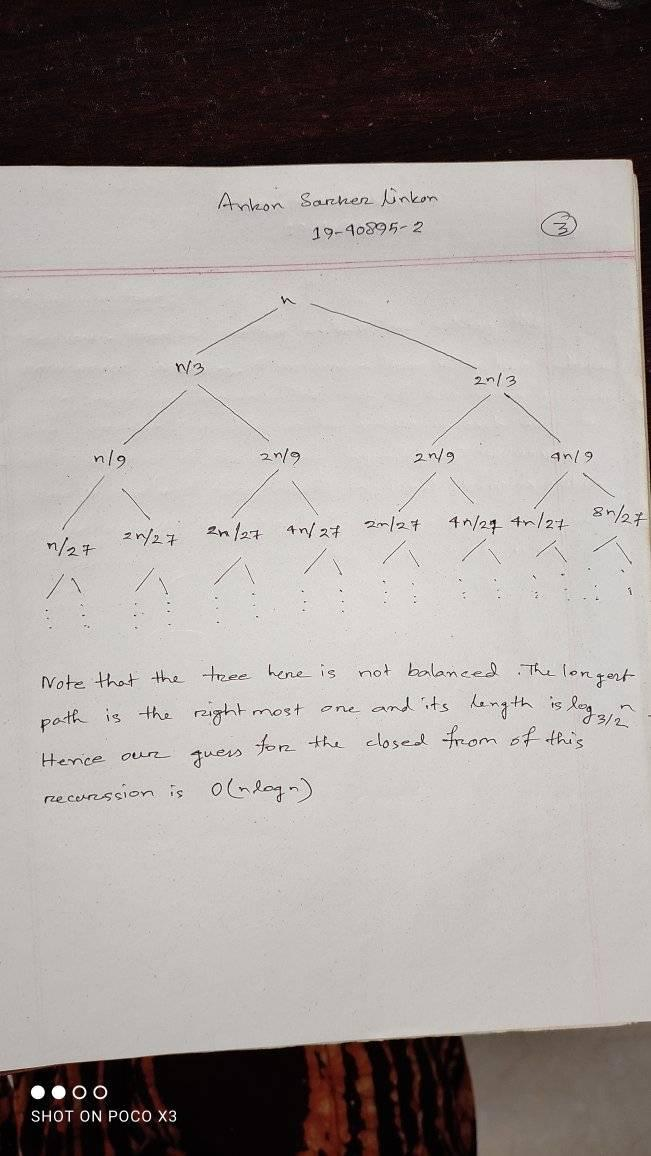 Ankon Sarker Linkon
19-40895-2
3
n
n/3 2n/3
n/9 2n/9 2n/9 4n/9
n/27 2n/27 2n/27 4n/27 2n/27 4n/27 4n/27 8n/27
Note that the tree here is not balanced. The longest
path is the right most one and its length is log3/2 n.
Hence our guess for the closed from of this
recurssion is O(nlogn)
SHOT ON POCO X3